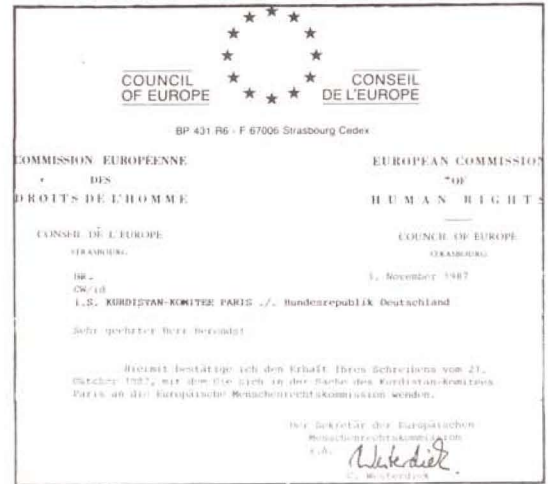 COUNCIL OF EUROPE
CONSEIL DE L'EUROPE
BP 431 R6 - F 67006 Strasbourg Cedex
COMMISSION EUROPÉENNE
DES
DROITS DE L'HOMME
CONSEIL DE L'EUROPE
STRASBOURG
EUROPEAN COMMISSION
OF
HUMAN RIGHTS
COUNCIL OF EUROPE
STRASBOURG
November 1987
CW/id
i.S. KURDISTAN-KOMITEE PARIS ./. Bundesrepublik Deutschland
Sehr geehrter Herr Berends!
Hiermit bestätige ich den Erhalt Ihres Schreibens vom 21.
Oktober 1987, mit dem Sie sich in der Sache des Kurdistan-Komitees
Paris an die Europäische Menschenrechtskommission wenden.
Der Sekretär der Europäischen
Menschenrechtskommission
i.A.
Westerdiek
C. Westerdiek